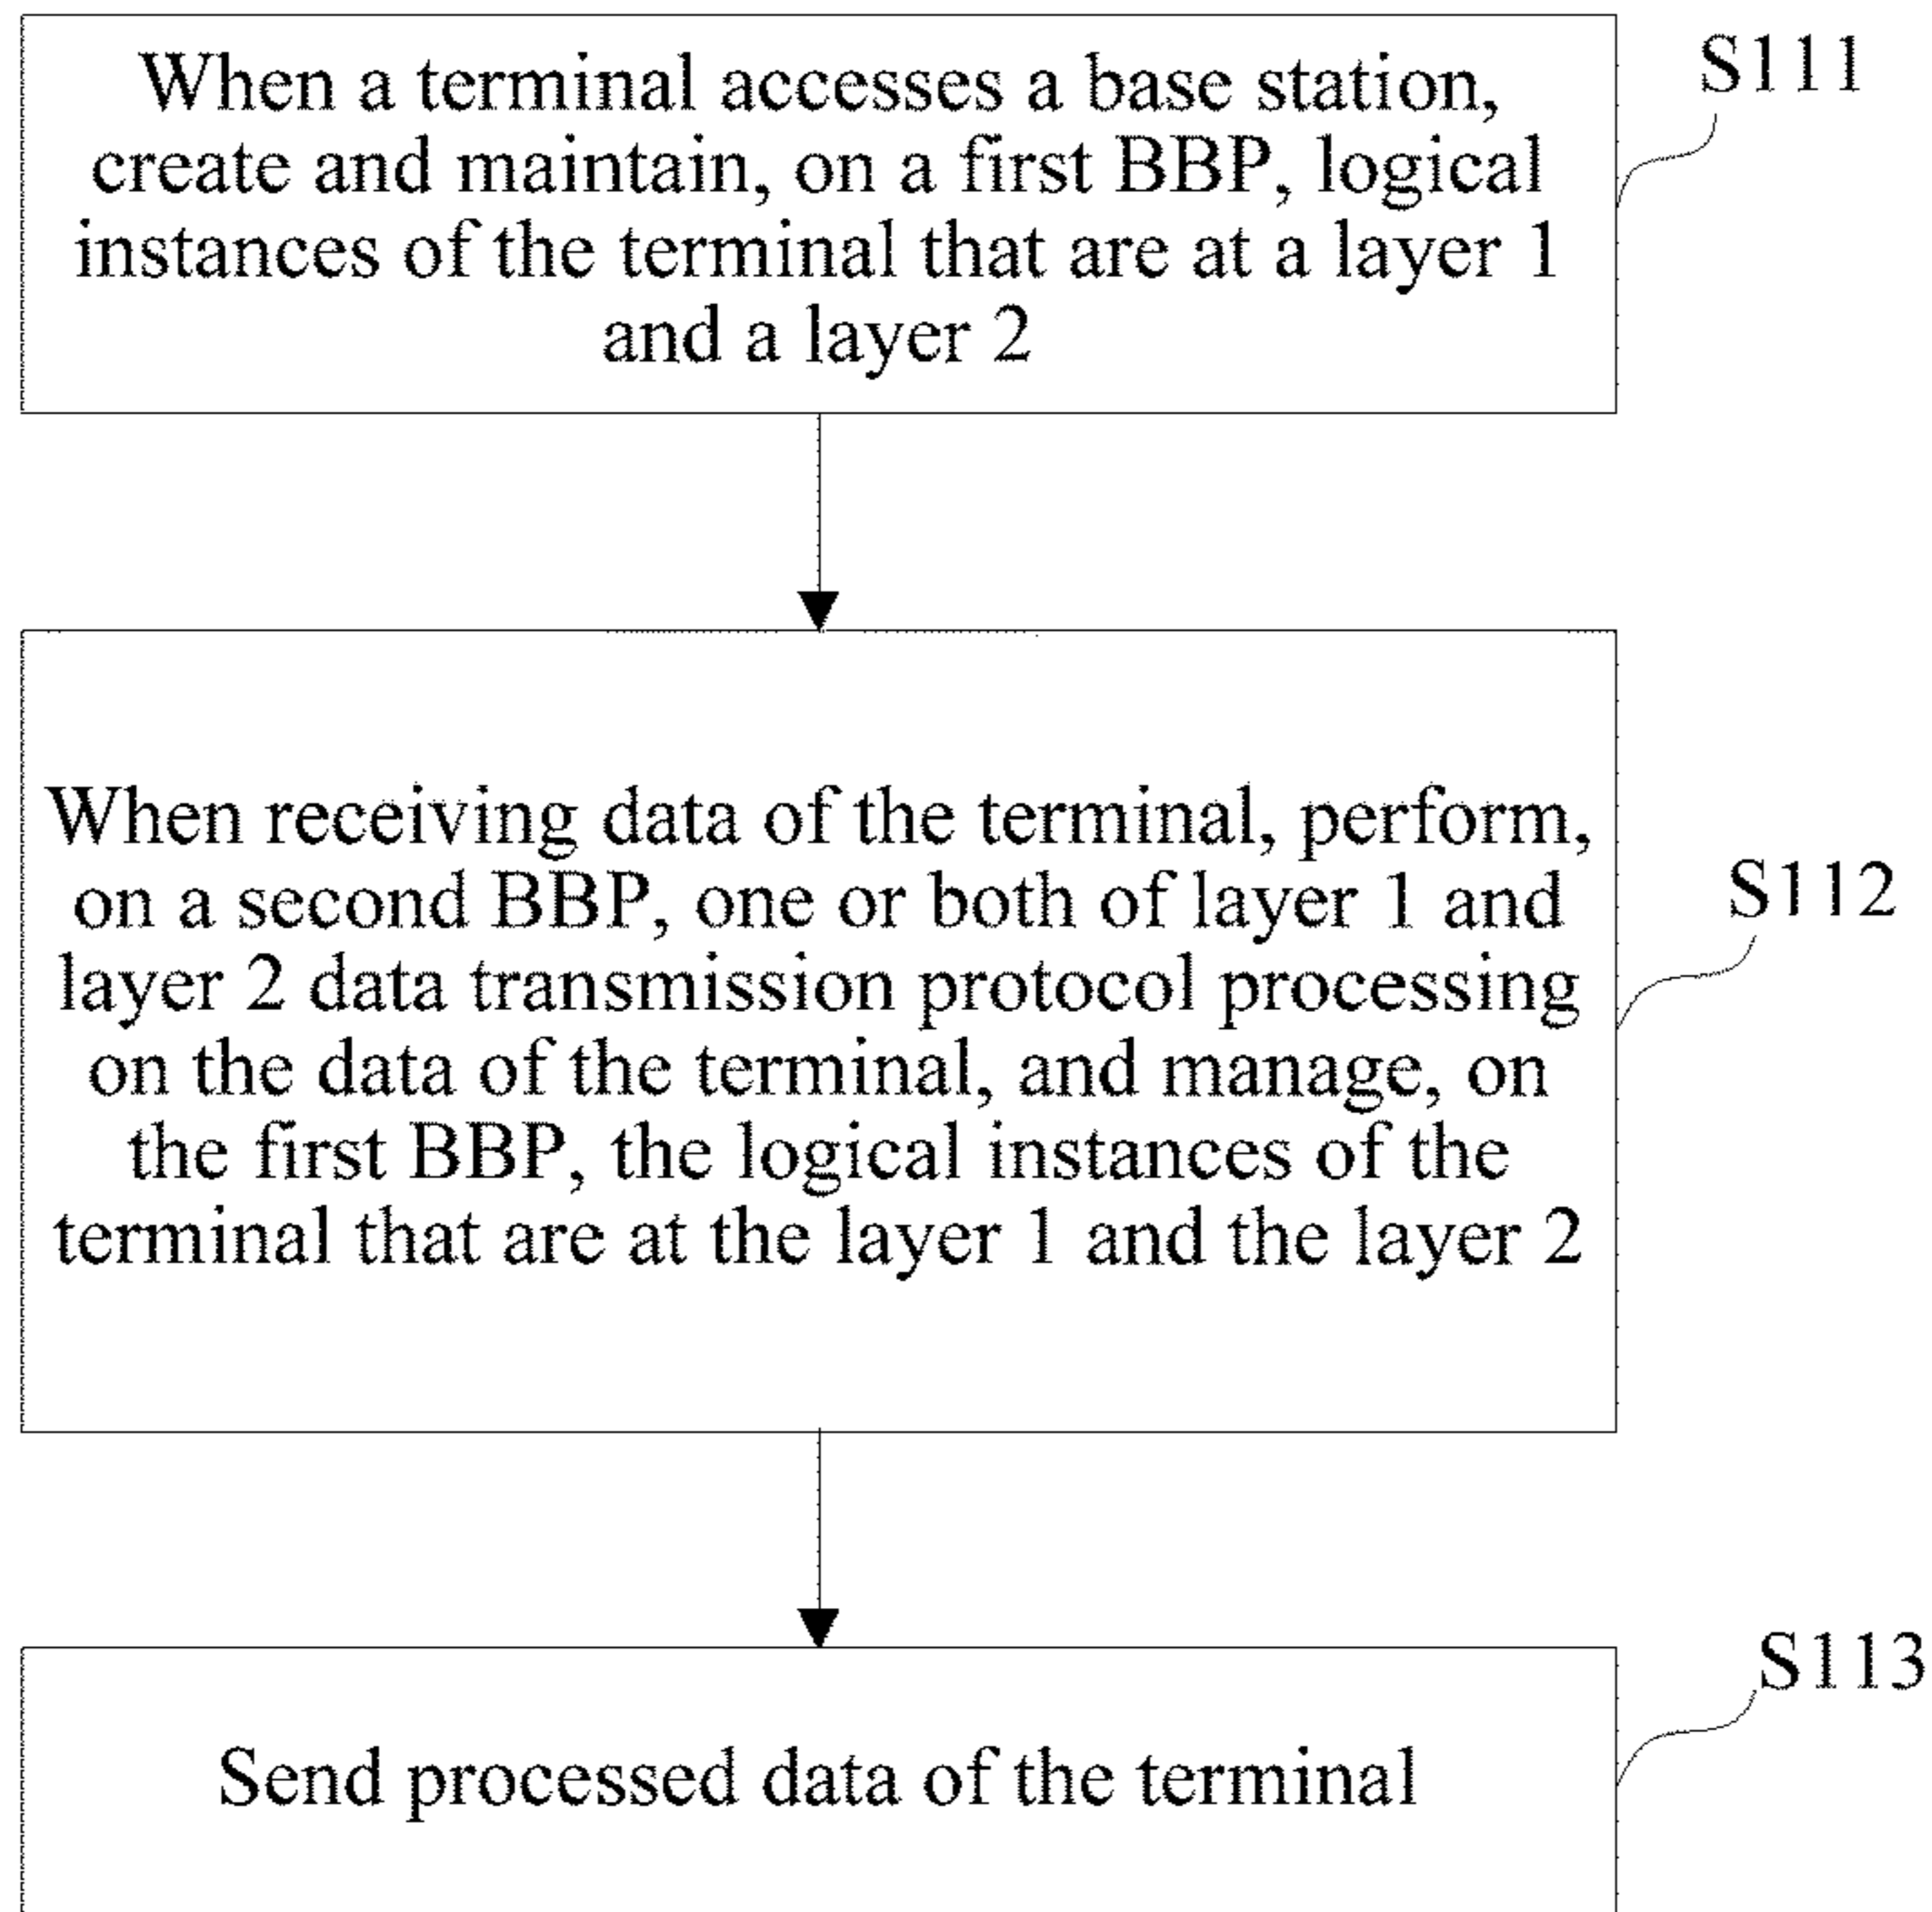 When a terminal accesses a base station,
create and maintain, on a first BBP, logical
instances of the terminal that are at a layer 1
and a layer 2
S111
When receiving data of the terminal, perform,
on a second BBP, one or both of layer 1 and
layer 2 data transmission protocol processing
on the data of the terminal, and manage, on
the first BBP, the logical instances of the
terminal that are at the layer 1 and the layer 2
S112
Send processed data of the terminal
S113